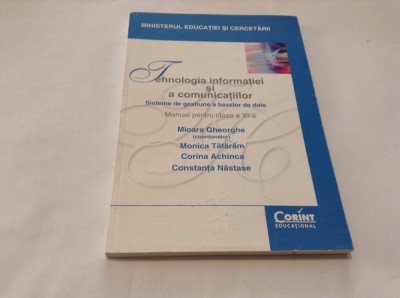 MINISTERUL EDUCAȚIEI ȘI CERCETĂRII
Tehnologia informației
și
a comunicațiilor
Sisteme de gestiune a bazelor de date
Manual pentru clasa a XI-a
Mioara Gheorghe
(coordonator)
Monica Tătărâm
Corina Achinca
Constanța Năstase
CORINT
EDUCAȚIONAL